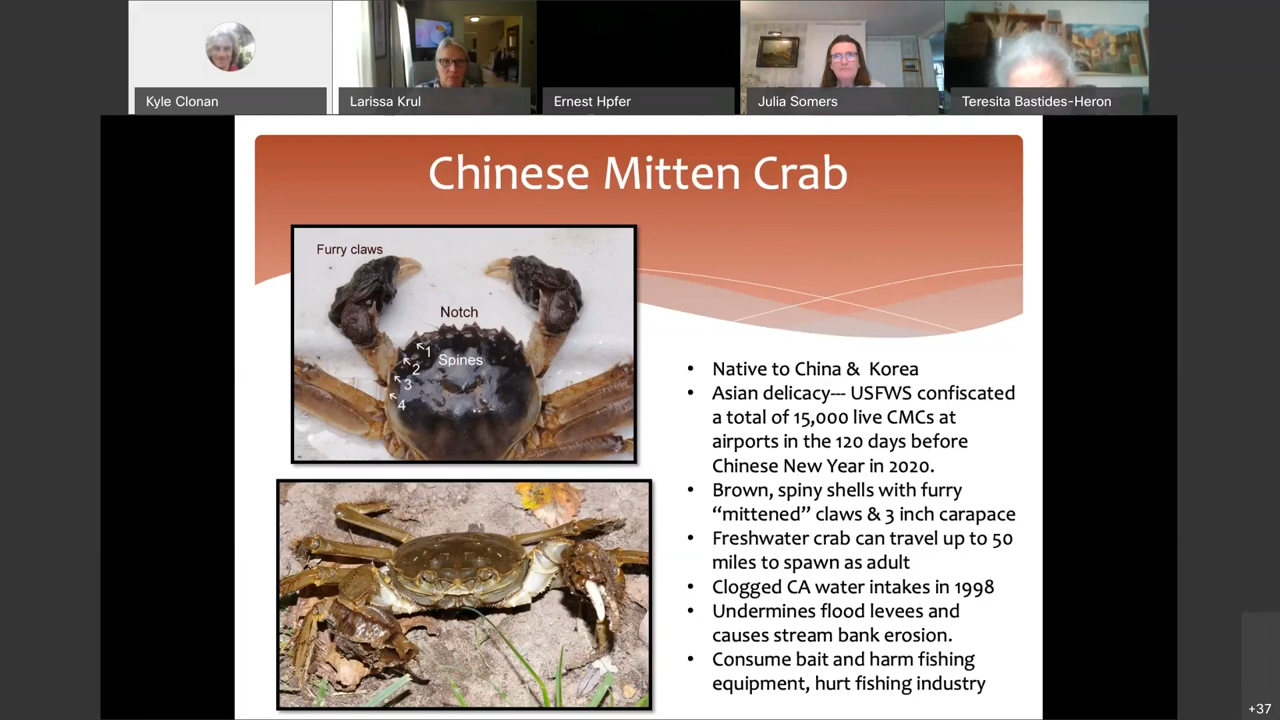 Kyle Clonan
Larissa Krul
Ernest Hpfer
Julia Somers
Teresita Bastides-Heron
Chinese Mitten Crab
Furry claws
Notch
Spines
1
2
3
4
• Native to China & Korea
• Asian delicacy--- USFWS confiscated
a total of 15,000 live CMCs at
airports in the 120 days before
Chinese New Year in 2020.
• Brown, spiny shells with furry
“mittened” claws & 3 inch carapace
• Freshwater crab can travel up to 50
miles to spawn as adult
• Clogged CA water intakes in 1998
• Undermines flood levees and
causes stream bank erosion.
• Consume bait and harm fishing
equipment, hurt fishing industry
+37